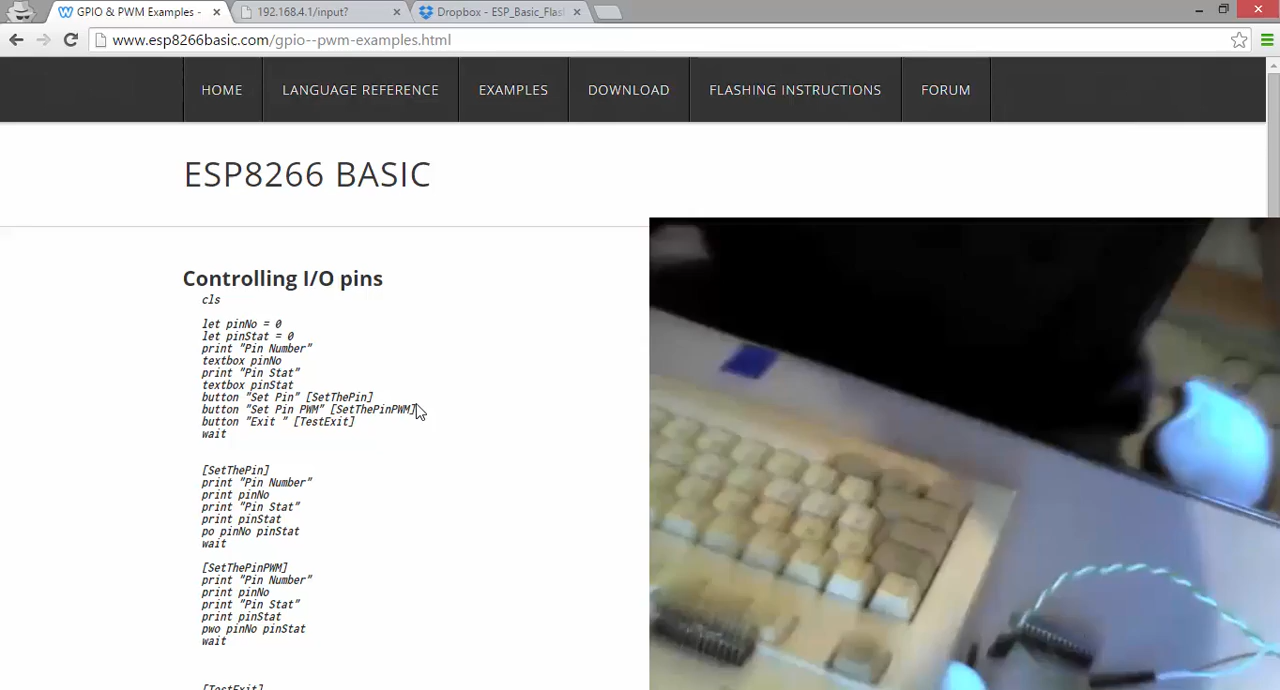 GPIO & PWM Examples -
192.168.4.1/input?
Dropbox - ESP_Basic_Flas
www.esp8266basic.com/gpio--pwm-examples.html
HOME
LANGUAGE REFERENCE
EXAMPLES
DOWNLOAD
FLASHING INSTRUCTIONS
FORUM
ESP8266 BASIC
Controlling I/O pins
cls
let pinNo = 0
let pinStat = 0
print "Pin Number"
textbox pinNo
print "Pin Stat"
textbox pinStat
button "Set Pin" [SetThePin]
button "Set Pin PWM" [SetThePinPWM]
button "Exit " [TestExit]
wait
[SetThePin]
print "Pin Number"
print pinNo
print "Pin Stat"
print pinStat
po pinNo pinStat
wait
[SetThePinPWM]
print "Pin Number"
print pinNo
print "Pin Stat"
print pinStat
pwo pinNo pinStat
wait
[TestExit]